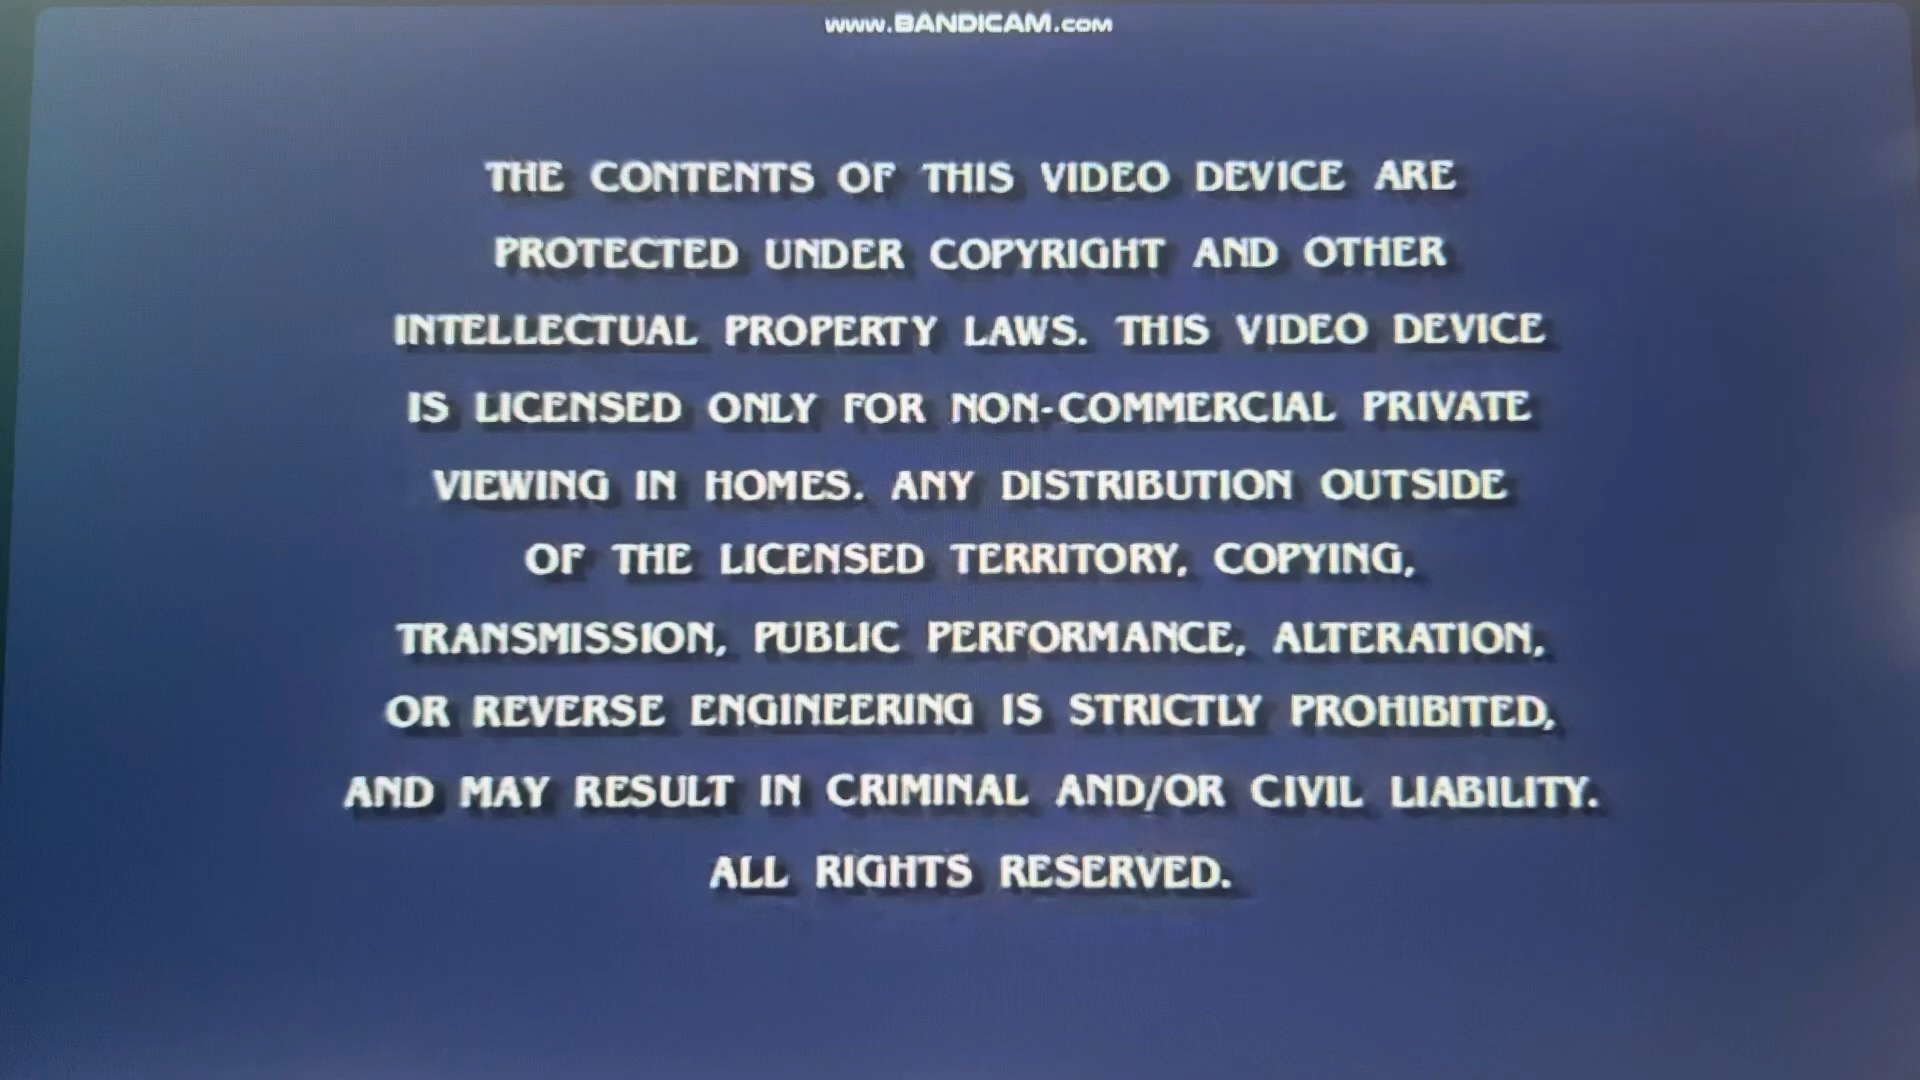 www.BANDICAM.com
THE CONTENTS OF THIS VIDEO DEVICE ARE
PROTECTED UNDER COPYRIGHT AND OTHER
INTELLECTUAL PROPERTY LAWS. THIS VIDEO DEVICE
IS LICENSED ONLY FOR NON-COMMERCIAL PRIVATE
VIEWING IN HOMES. ANY DISTRIBUTION OUTSIDE
OF THE LICENSED TERRITORY, COPYING,
TRANSMISSION, PUBLIC PERFORMANCE, ALTERATION,
OR REVERSE ENGINEERING IS STRICTLY PROHIBITED,
AND MAY RESULT IN CRIMINAL AND/OR CIVIL LIABILITY.
ALL RIGHTS RESERVED.